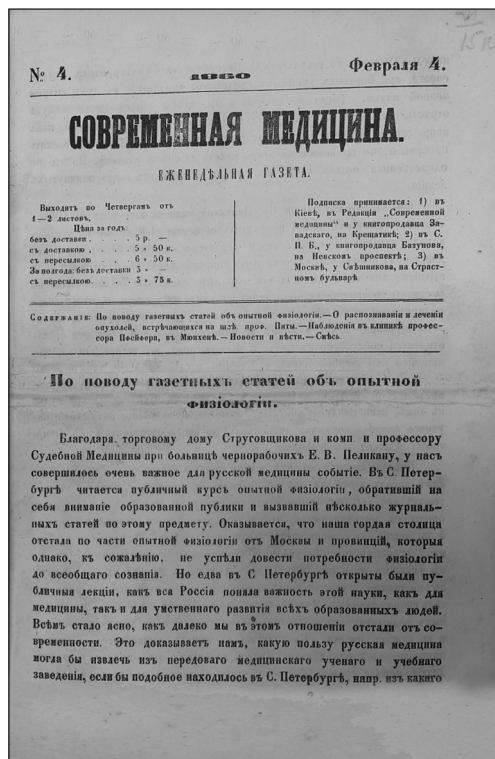 № 4.
1860
Февраля 4.
СОВРЕМЕННАЯ МЕДИЦИНА.
ЕЖЕНЕДѢЛЬНАЯ ГАЗЕТА.
Выходитъ по Четвергамъ отъ
1—2 листовъ.
Цѣна за годъ:
безъ доставки . . . . 5 р. —
съ доставкою . . . . 5 » 50 к.
съ пересылкою . . . 6 » 50 к.
За полгода: безъ доставки 3 » —
съ пересылкою. . . . 3 » 75 к.
Подписка принимается: 1) въ
Кіевѣ, въ Редакціи „Современной
медицины“ и у книгопродавца За-
вадскаго, на Крещатикѣ; 2) въ С.
П. Б., у книгопродавца Базунова,
на Невскомъ проспектѣ; 3) въ
Москвѣ, у Свѣшникова, на Страст-
номъ бульварѣ
Содержаніе: По поводу газетныхъ статей объ опытной физіологіи.—О распознаваніи и леченіи
опухолей, встрѣчающихся на шеѣ. проф. Питы.—Наблюденія въ клиникѣ професс-
сора Пфейфера, въ Мюнхенѣ.—Новости и вѣсти.—Смѣсь.
По поводу газетныхъ статей объ опытной
физіологіи.
Благодаря торговому дому Струговщикова и комп. и профессору
Судебной Медицины при больницѣ чернорабочихъ Е. В. Пеликану, у насъ
совершилось очень важное для русской медицины событіе. Въ С. Петер-
бургѣ читается публичный курсъ опытной физіологіи, обратившій на
себя вниманіе образованной публики и вызвавшій нѣсколько журналь-
ныхъ статей по этому предмету. Оказывается, что наша гордая столица
отстала по части опытной физіологіи отъ Москвы и провинцій, которыя
однако, къ сожалѣнію, не успѣли довести потребности физіологіи
до всеобщаго сознанія. Но едва въ С Петербургѣ открыты были пу-
бличныя лекціи, какъ вся Россія поняла важность этой науки, какъ для
медицины, такъ и для умственнаго развитія всѣхъ образованныхъ людей.
Всѣмъ стало ясно, какъ далеко мы въ этомъ отношеніи отстали отъ со-
временности. Это доказываетъ намъ, какую пользу русская медицина
могла бы извлечь изъ передоваго медицинскаго ученаго и учебнаго
заведенія, если бы подобное находилось въ С. Петербургѣ, напр. изъ какаго